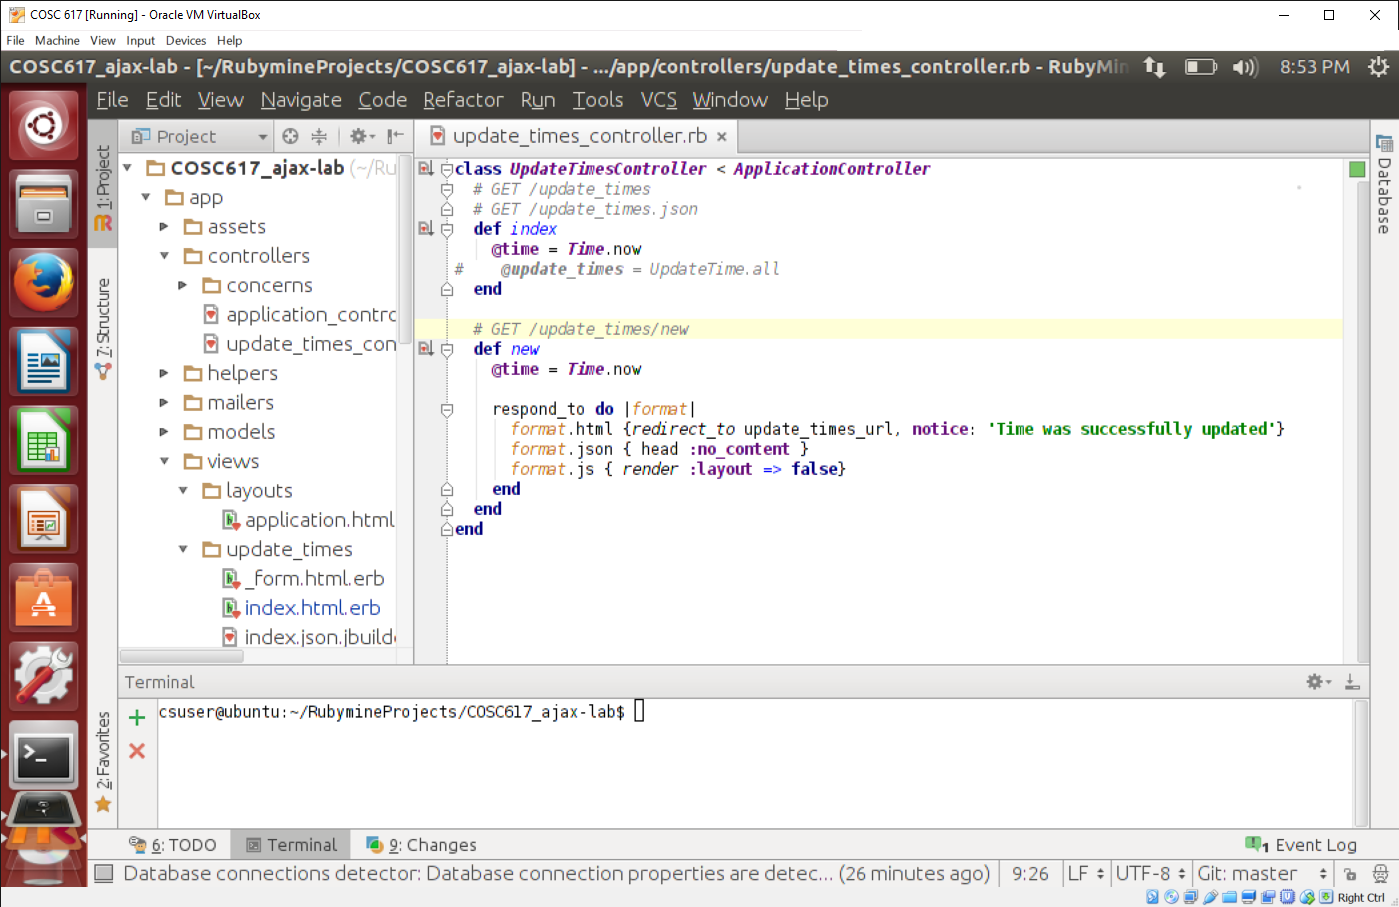 COSC 617 [Running] - Oracle VM VirtualBox
File Machine View Input Devices Help
COSC617_ajax-lab - [~/RubymineProjects/COSC617_ajax-lab] - .../app/controllers/update_times_controller.rb - RubyMin
8:53 PM
File Edit View Navigate Code Refactor Run Tools VCS Window Help
Project
update_times_controller.rb
1: Project
7: Structure
2: Favorites
Database
COSC617_ajax-lab (~/Ru
app
assets
controllers
concerns
application_contro
update_times_con
helpers
mailers
models
views
layouts
application.html
update_times
_form.html.erb
index.html.erb
index.json.jbuilde
class UpdateTimesController < ApplicationController
# GET /update_times
# GET /update_times.json
def index
@time = Time.now
# @update_times = UpdateTime.all
end
# GET /update_times/new
def new
@time = Time.now
respond_to do |format|
format.html {redirect_to update_times_url, notice: 'Time was successfully updated'}
format.json { head :no_content }
format.js { render :layout => false}
end
end
end
Terminal
csuser@ubuntu:~/RubymineProjects/COSC617_ajax-lab$
6: TODO
Terminal
9: Changes
1 Event Log
Database connections detector: Database connection properties are detec... (26 minutes ago)
9:26
LF
UTF-8
Git: master
Right Ctrl